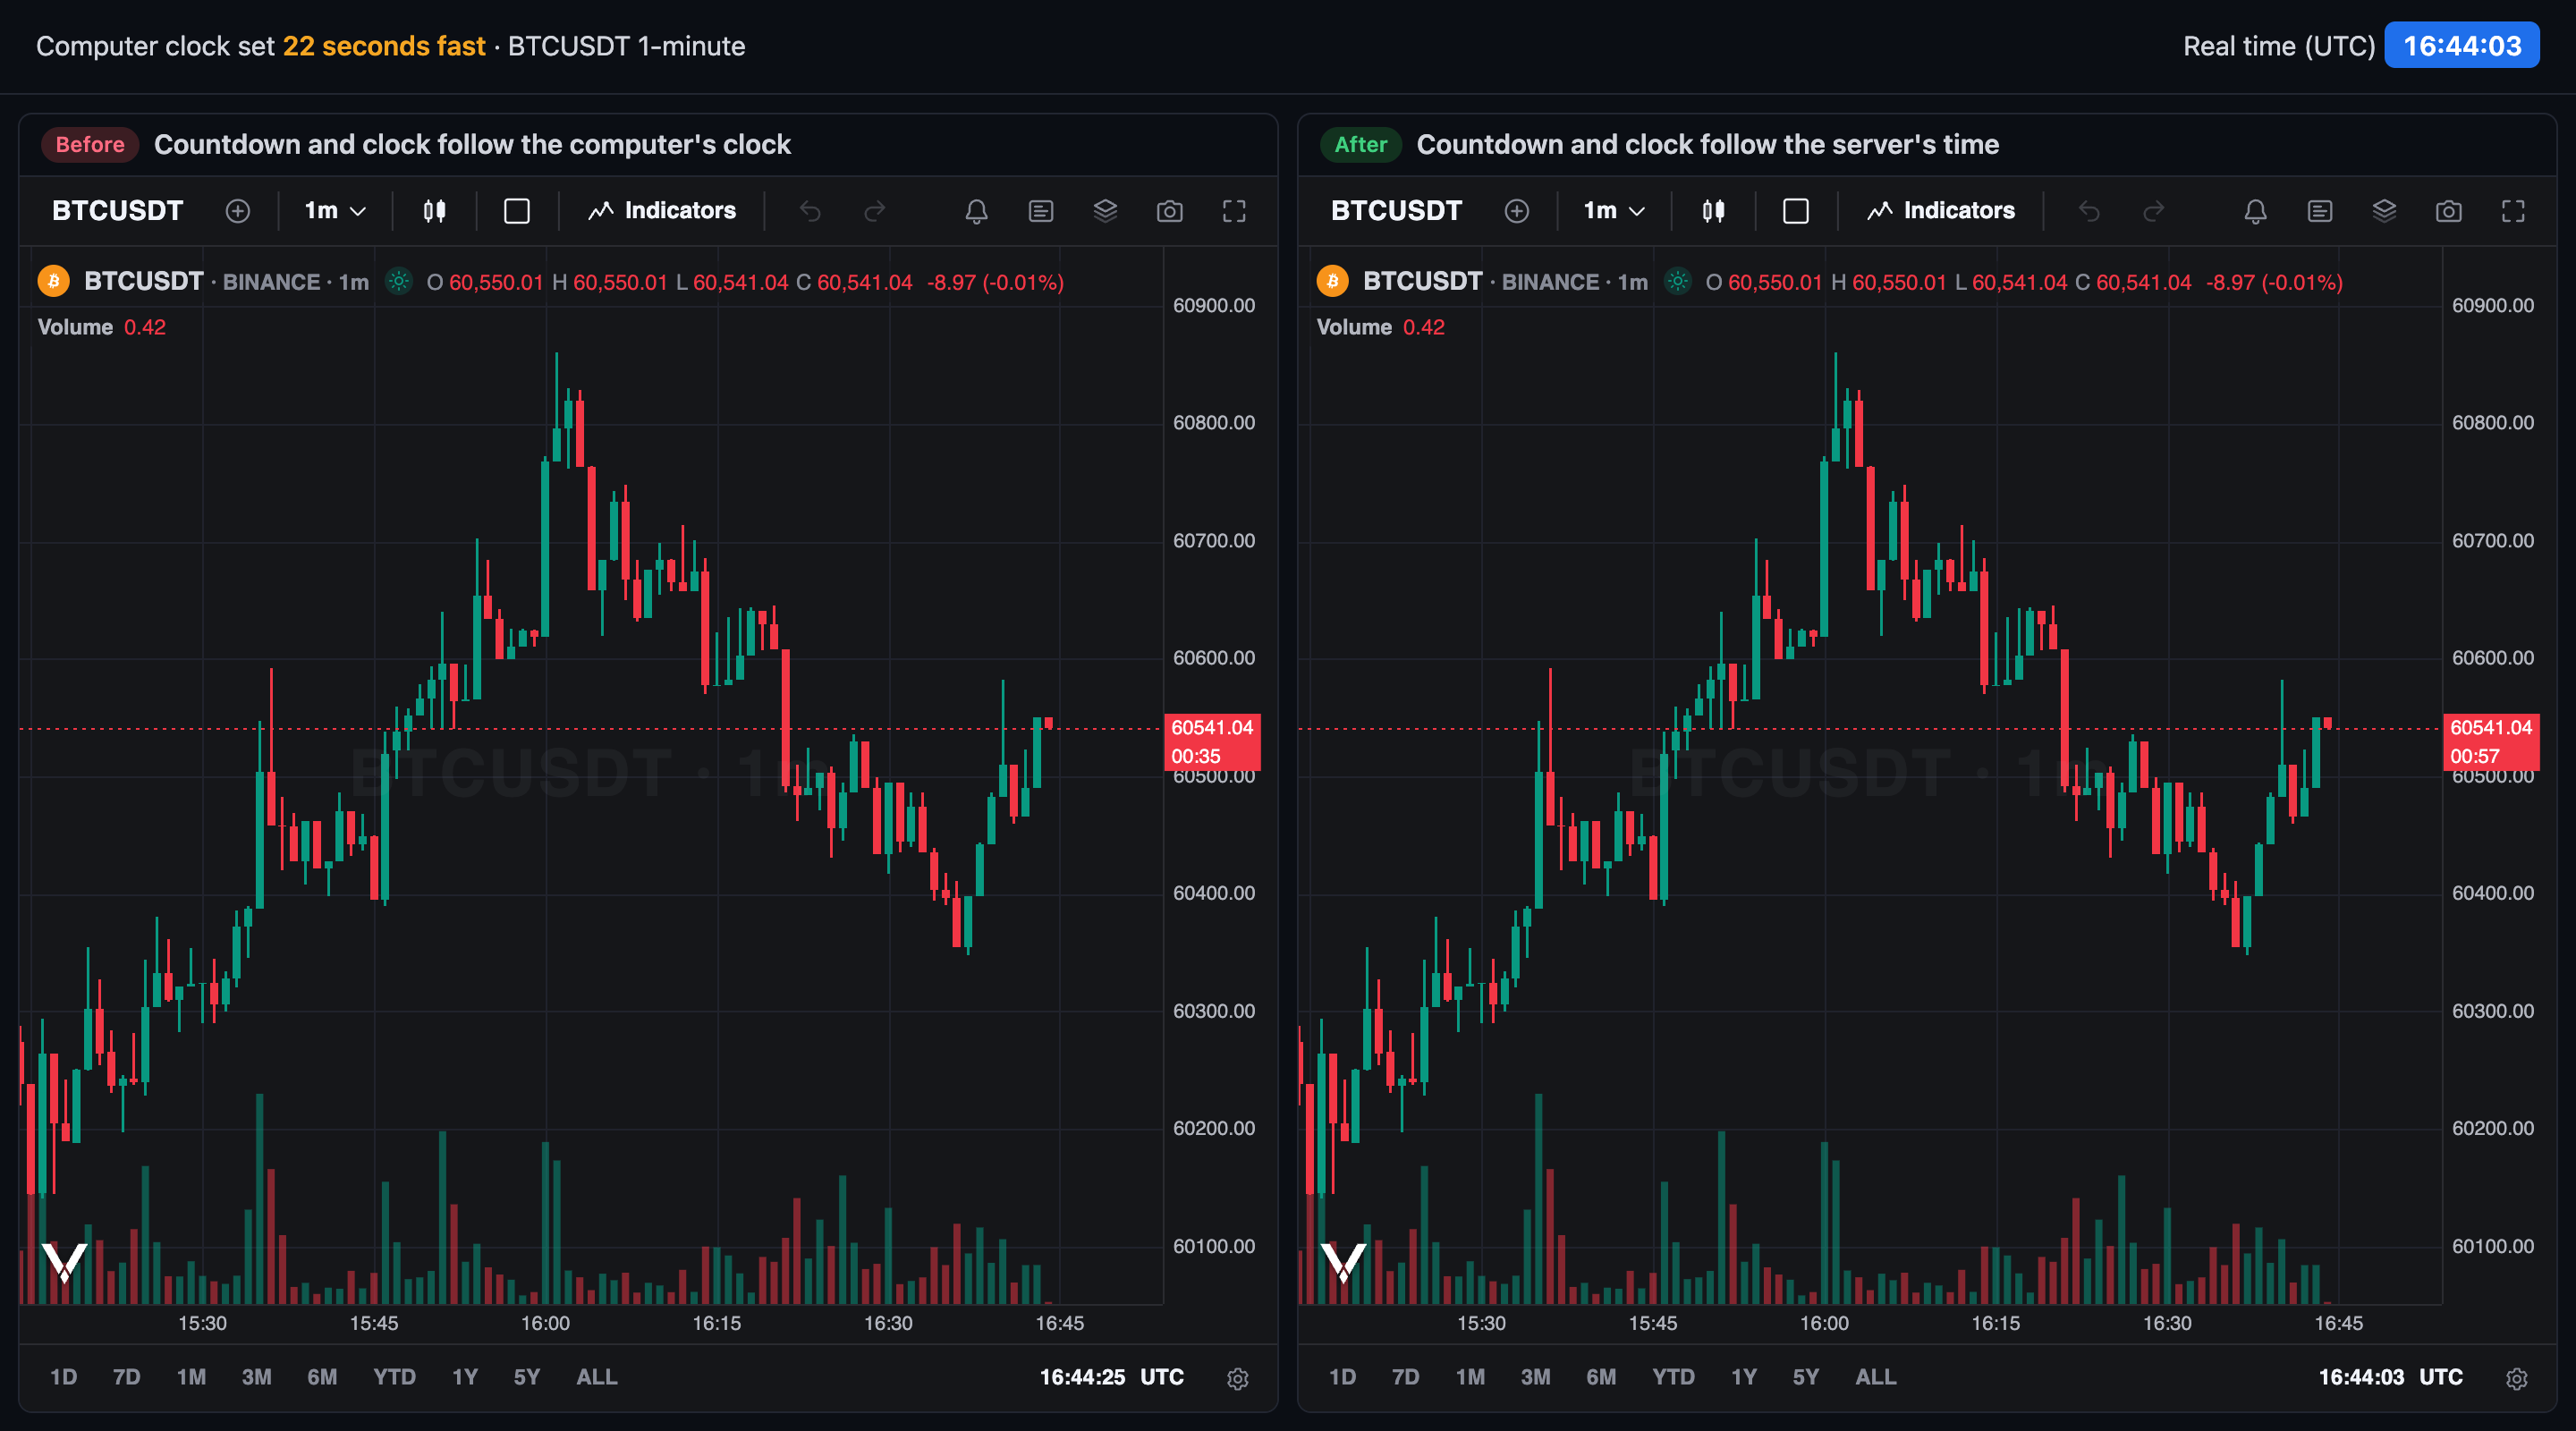 Computer clock set 22 seconds fast · BTCUSDT 1-minute
Real time (UTC) 16:44:03
Before Countdown and clock follow the computer's clock
BTCUSDT 1m Indicators
BTCUSDT · BINANCE · 1m O 60,550.01 H 60,550.01 L 60,541.04 C 60,541.04 -8.97 (-0.01%)
Volume 0.42
60900.00
60800.00
60700.00
60600.00
60541.04
00:35
60500.00
60400.00
60300.00
60200.00
60100.00
BTCUSDT · 1m
15:30 15:45 16:00 16:15 16:30 16:45
1D 7D 1M 3M 6M YTD 1Y 5Y ALL 16:44:25 UTC
After Countdown and clock follow the server's time
BTCUSDT 1m Indicators
BTCUSDT · BINANCE · 1m O 60,550.01 H 60,550.01 L 60,541.04 C 60,541.04 -8.97 (-0.01%)
Volume 0.42
60900.00
60800.00
60700.00
60600.00
60541.04
00:57
60500.00
60400.00
60300.00
60200.00
60100.00
BTCUSDT · 1m
15:30 15:45 16:00 16:15 16:30 16:45
1D 7D 1M 3M 6M YTD 1Y 5Y ALL 16:44:03 UTC